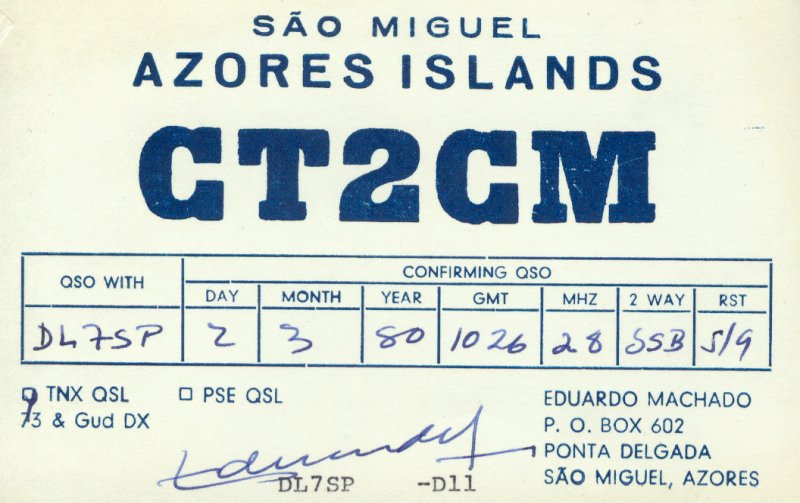 SÃO MIGUEL
AZORES ISLANDS
CT2CM
QSO WITH
CONFIRMING QSO
DAY MONTH YEAR GMT MHZ 2 WAY RST
DL7SP 2 3 80 1026 28 SSB 5/9
TNX QSL PSE QSL
73 & Gud DX
EDUARDO MACHADO
P. O. BOX 602
PONTA DELGADA
SÃO MIGUEL, AZORES
DL7SP -D11